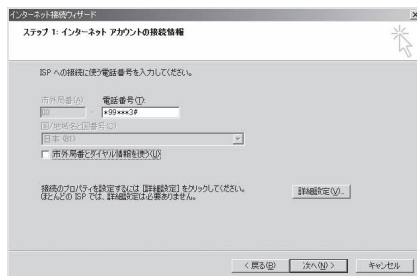 インターネット接続ウィザード
ステップ 1: インターネット アカウントの接続情報
ISP への接続に使う電話番号を入力してください。
市外局番(A) 電話番号(T):
00 - *99***3#
国/地域名と国番号(C)
日本 (81)
市外局番とダイヤル情報を使う(U)
接続のプロパティを設定するには [詳細設定] をクリックしてください。
ほとんどの ISP では、詳細設定は必要ありません。
詳細設定(V)...
< 戻る(B) 次へ(N) > キャンセル